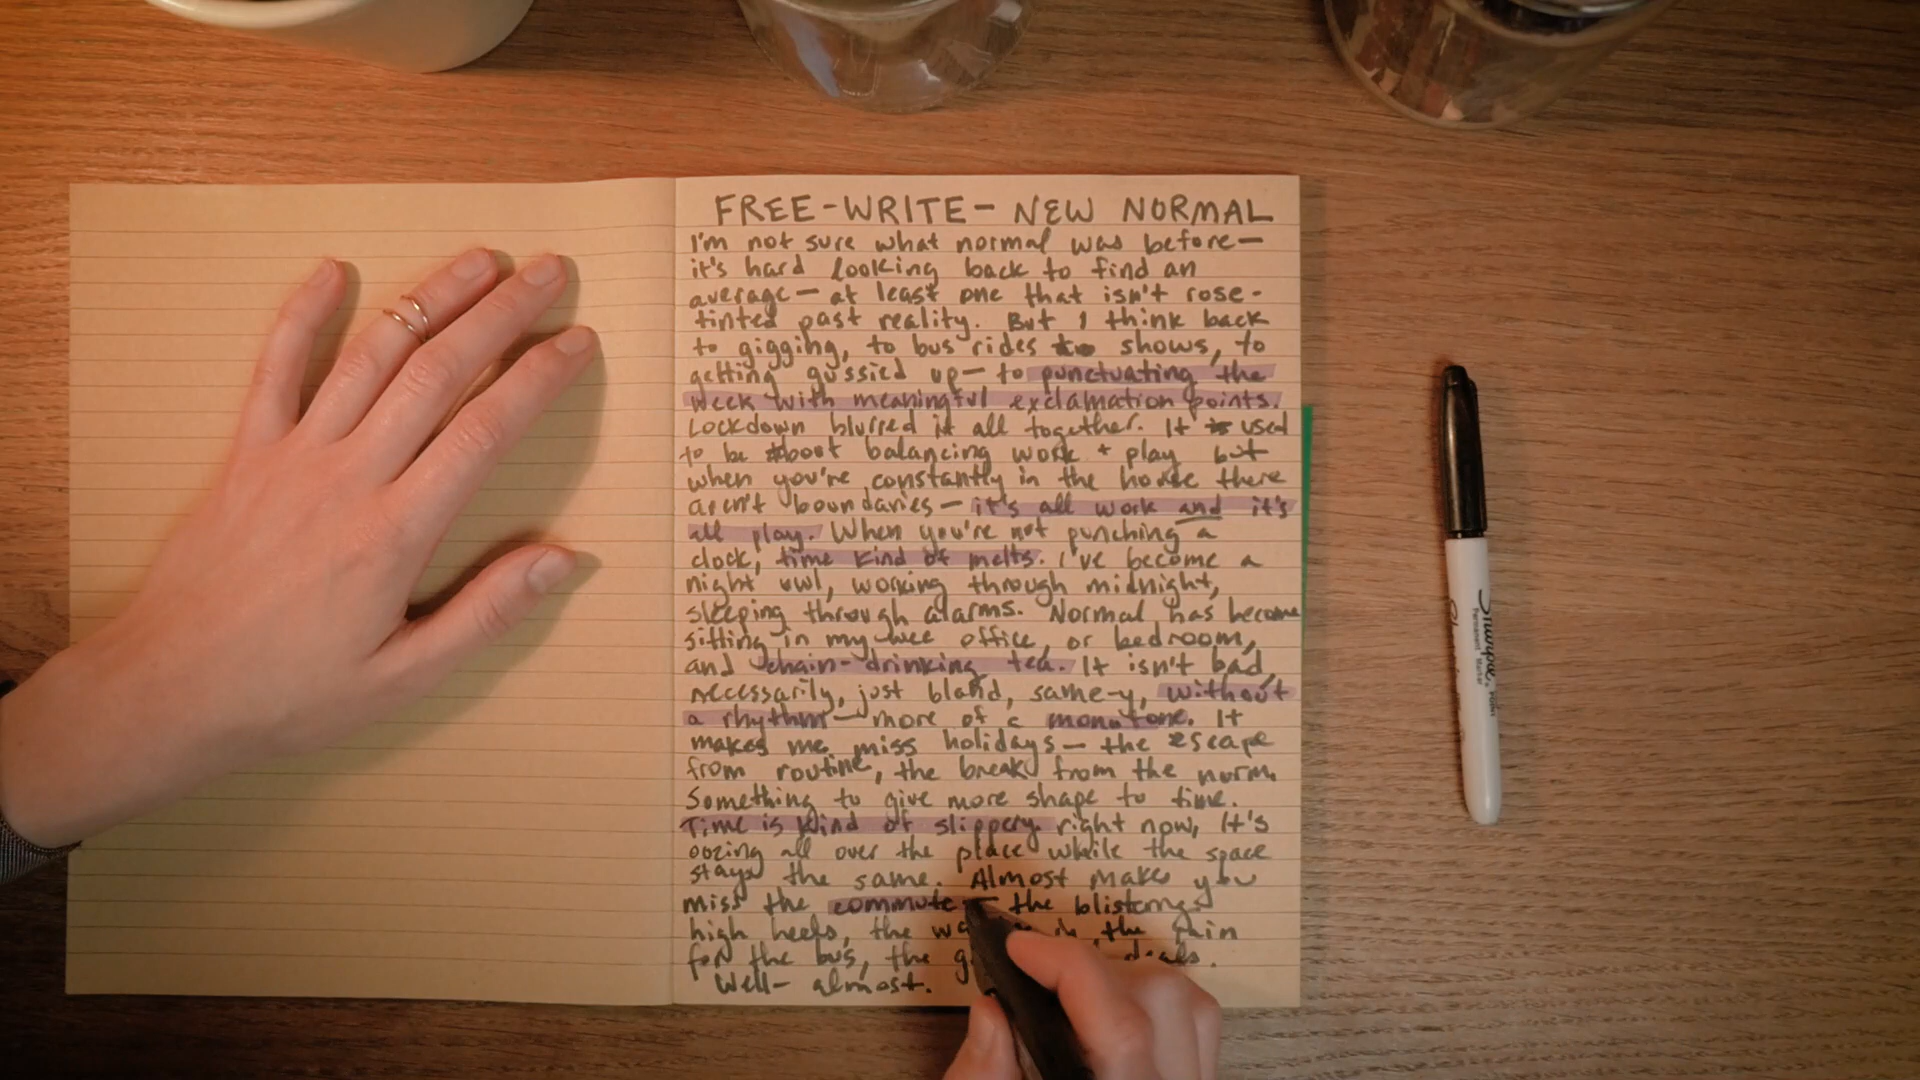 FREE-WRITE- NEW NORMAL
I'm not sure what normal was before—
it's hard looking back to find an
average— at least one that isn't rose-
tinted past reality. But I think back
to gigging, to bus rides to shows, to
getting gussied up— to punctuating the
week with meaningful exclamation points.
Lockdown blurred it all together. It used
to be about balancing work + play but
when you're constantly in the house there
aren't boundaries— it's all work and it's
all play. When you're not punching a
clock, time kind of melts. I've become a
night owl, working through midnight,
sleeping through alarms. Normal has become
sitting in my wee office, or bedroom,
and chain-drinking tea. It isn't bad,
necessarily, just bland, same-y, without
a rhythm— more of a monotone. It
makes me miss holidays— the escape
from routine, the break from the norm.
Something to give more shape to time.
Time is kind of slippery right now, It's
oozing all over the place while the space
stays the same. Almost makes you
miss the commute— the blistering
high heels, the in the rain
for the bus, the deals.
Well- almost.
Sharpie
Permanent Marker